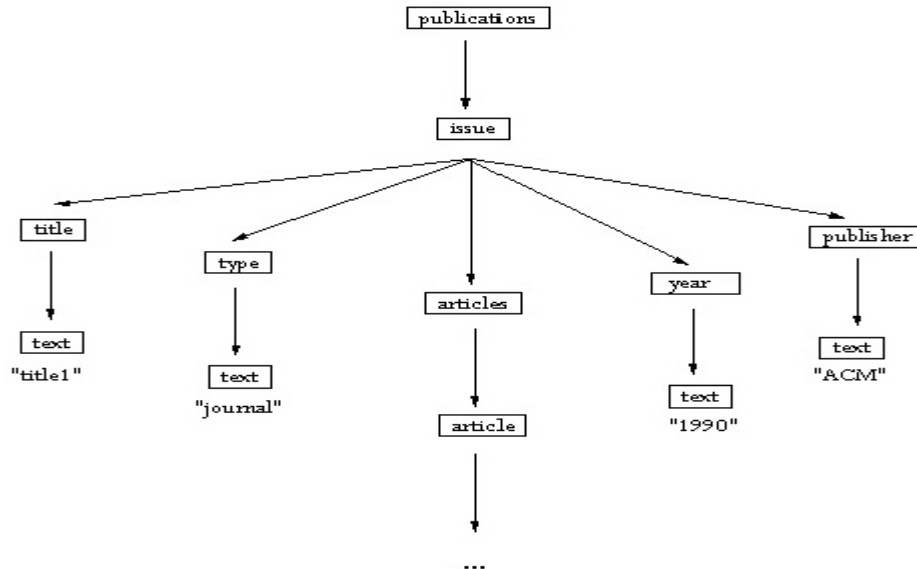 publications
issue
title
type
articles
year
publisher
text
"title1"
text
"journal"
article
text
"1990"
text
"ACM"
...